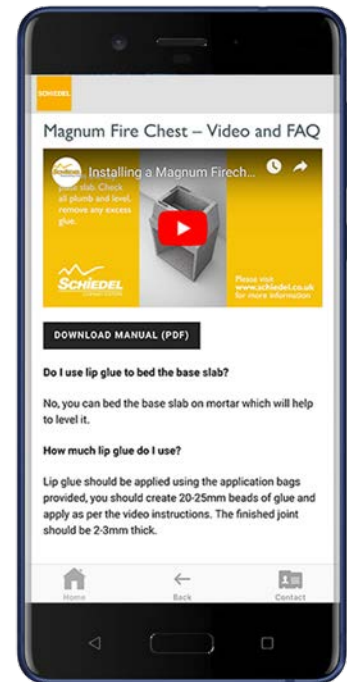 SCHIEDEL
Magnum Fire Chest – Video and FAQ
Installing a Magnum Firech...
your slab. Check
all plumb and level,
remove any excess
glue.
SCHIEDEL
Please visit
www.schiedel.co.uk
for more information
DOWNLOAD MANUAL (PDF)
Do I use lip glue to bed the base slab?
No, you can bed the base slab on mortar which will help
to level it.
How much lip glue do I use?
Lip glue should be applied using the application bags
provided, you should create 20-25mm beads of glue and
apply as per the video instructions. The finished joint
should be 2-3mm thick.
Home
Back
Contact